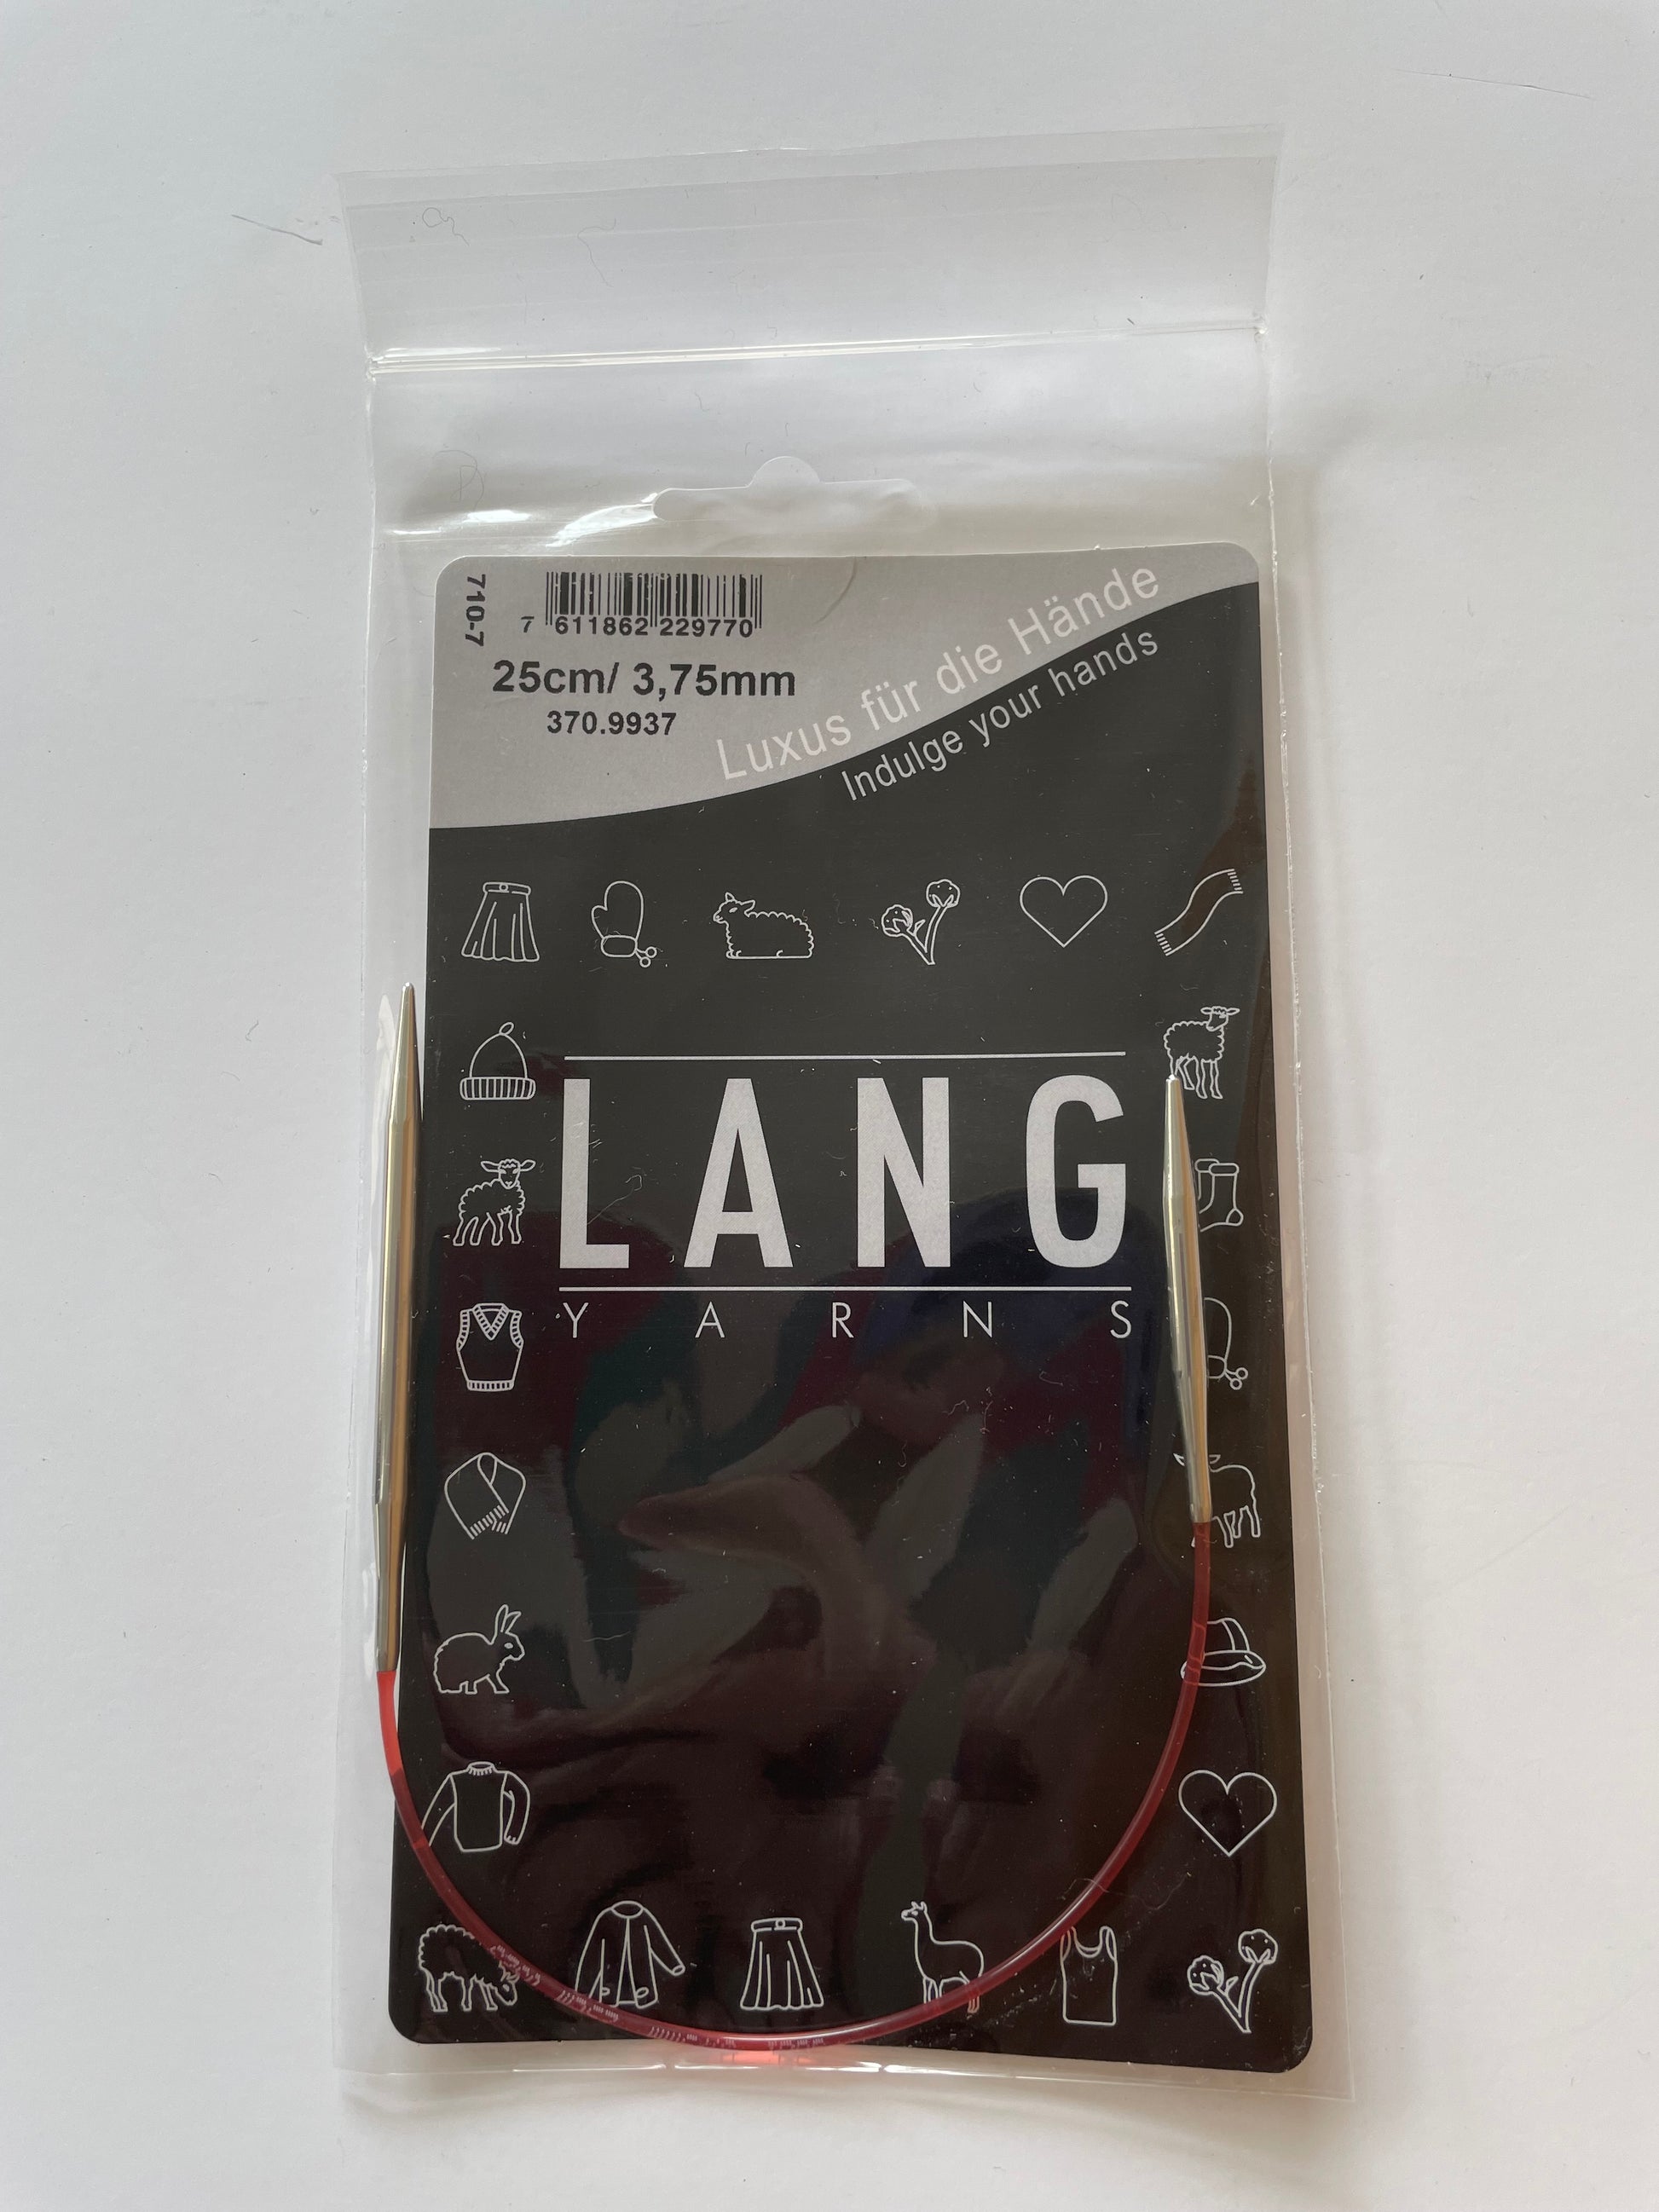 710-7
7 611862 229770
25cm/ 3,75mm
370.9937
Luxus für die Hände
Indulge your hands
LANG
YARNS